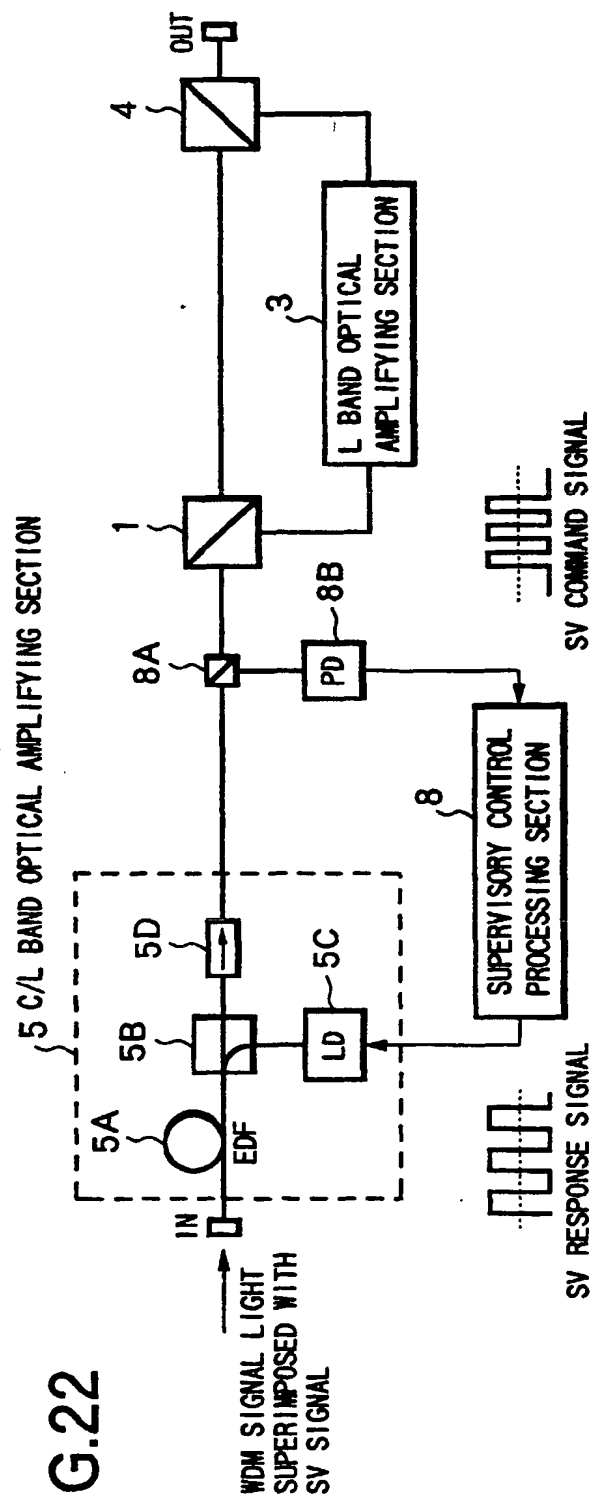 G.22
5 C/L BAND OPTICAL AMPLIFYING SECTION
WDM SIGNAL LIGHT
SUPERIMPOSED WITH
SV SIGNAL
IN
5A
EDF
5B
5D
5C
LD
8A
8B
PD
1
4
OUT
3
L BAND OPTICAL
AMPLIFYING SECTION
8
SUPERVISORY CONTROL
PROCESSING SECTION
SV RESPONSE SIGNAL
SV COMMAND SIGNAL